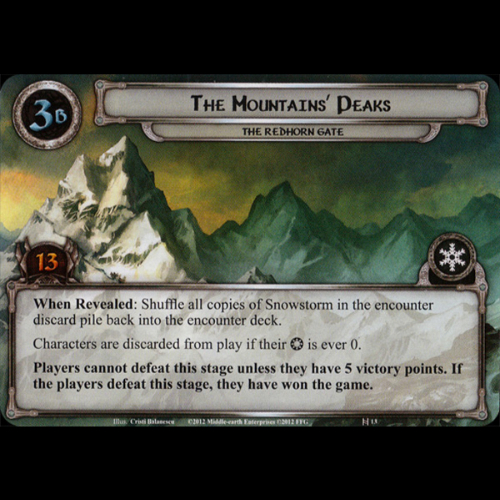 3B
THE MOUNTAINS' PEAKS
THE REDHORN GATE
13
When Revealed: Shuffle all copies of Snowstorm in the encounter
discard pile back into the encounter deck.
Characters are discarded from play if their is ever 0.
Players cannot defeat this stage unless they have 5 victory points. If
the players defeat this stage, they have won the game.
Illus. Cristi Balanescu ©2012 Middle-earth Enterprises ©2012 FFG